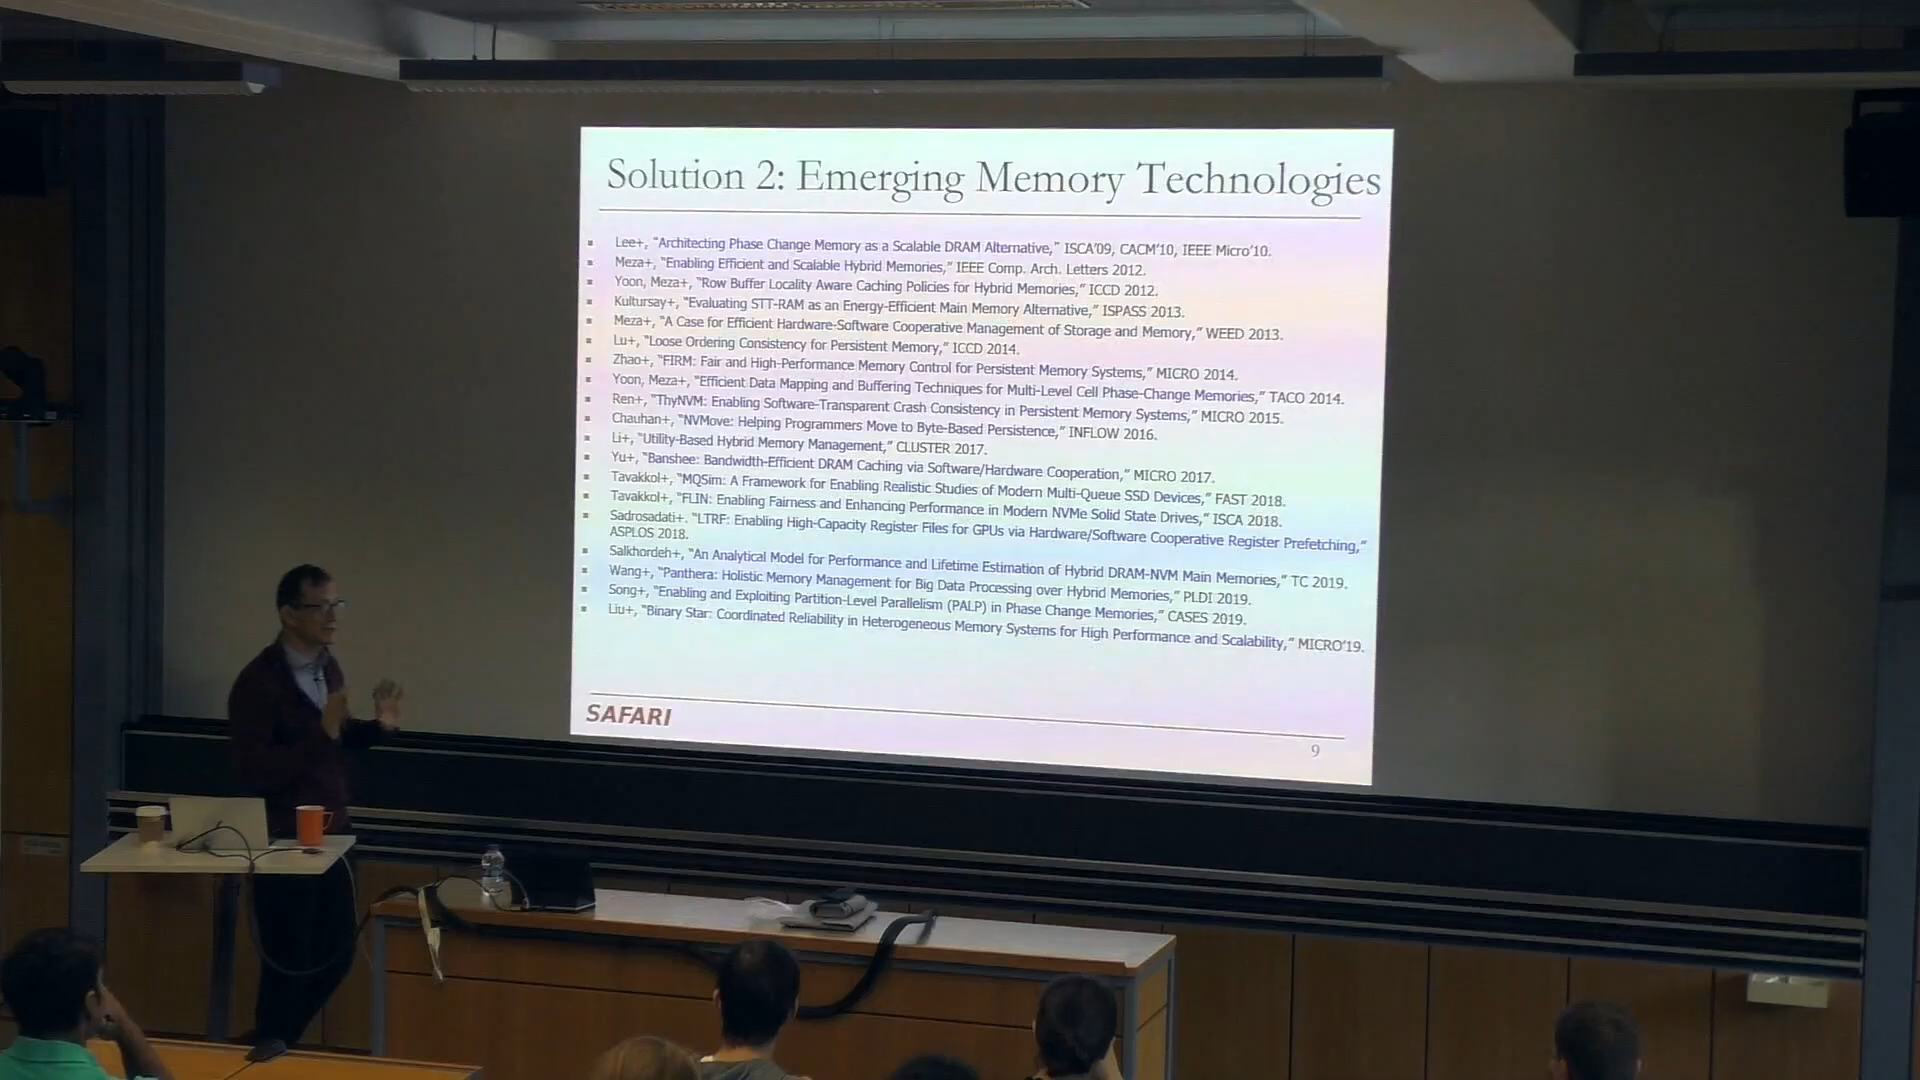 Solution 2: Emerging Memory Technologies
Lee+, “Architecting Phase Change Memory as a Scalable DRAM Alternative,” ISCA’09, CACM’10, IEEE Micro’10.
Meza+, “Enabling Efficient and Scalable Hybrid Memories,” IEEE Comp. Arch. Letters 2012.
Yoon, Meza+, “Row Buffer Locality Aware Caching Policies for Hybrid Memories,” ICCD 2012.
Kultursay+, “Evaluating STT-RAM as an Energy-Efficient Main Memory Alternative,” ISPASS 2013.
Meza+, “A Case for Efficient Hardware-Software Cooperative Management of Storage and Memory,” WEED 2013.
Lu+, “Loose Ordering Consistency for Persistent Memory,” ICCD 2014.
Zhao+, “FIRM: Fair and High-Performance Memory Control for Persistent Memory Systems,” MICRO 2014.
Yoon, Meza+, “Efficient Data Mapping and Buffering Techniques for Multi-Level Cell Phase-Change Memories,” TACO 2014.
Ren+, “ThyNVM: Enabling Software-Transparent Crash Consistency in Persistent Memory Systems,” MICRO 2015.
Chauhan+, “NVMove: Helping Programmers Move to Byte-Based Persistence,” INFLOW 2016.
Li+, “Utility-Based Hybrid Memory Management,” CLUSTER 2017.
Yu+, “Banshee: Bandwidth-Efficient DRAM Caching via Software/Hardware Cooperation,” MICRO 2017.
Tavakkol+, “MQSim: A Framework for Enabling Realistic Studies of Modern Multi-Queue SSD Devices,” FAST 2018.
Tavakkol+, “FLIN: Enabling Fairness and Enhancing Performance in Modern NVMe Solid State Drives,” ISCA 2018.
Sadrosadati+. “LTRF: Enabling High-Capacity Register Files for GPUs via Hardware/Software Cooperative Register Prefetching,”
ASPLOS 2018.
Salkhordeh+, “An Analytical Model for Performance and Lifetime Estimation of Hybrid DRAM-NVM Main Memories,” TC 2019.
Wang+, “Panthera: Holistic Memory Management for Big Data Processing over Hybrid Memories,” PLDI 2019.
Song+, “Enabling and Exploiting Partition-Level Parallelism (PALP) in Phase Change Memories,” CASES 2019.
Liu+, “Binary Star: Coordinated Reliability in Heterogeneous Memory Systems for High Performance and Scalability,” MICRO’19.
SAFARI
9